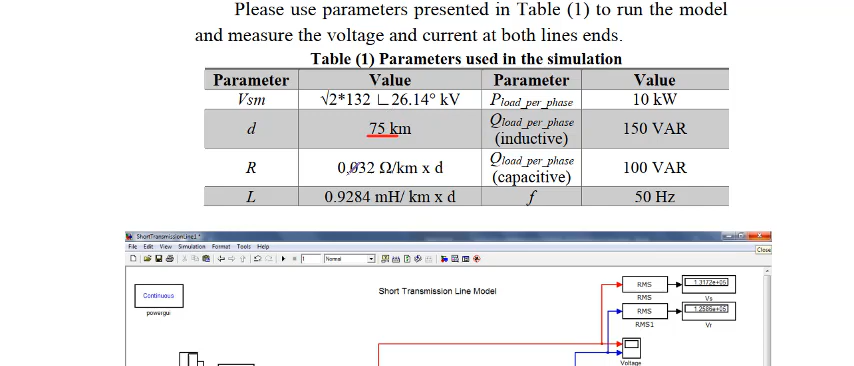 Please use parameters presented in Table (1) to run the model
and measure the voltage and current at both lines ends.
Table (1) Parameters used in the simulation
Parameter Value Parameter Value
Vsm √2*132 ∟26.14° kV Pload_per_phase 10 kW
d 75 km Qload_per_phase (inductive) 150 VAR
R 0.032 Ω/km x d Qload_per_phase (capacitive) 100 VAR
L 0.9284 mH/ km x d f 50 Hz
ShortTransmissionLine1 *
File Edit View Simulation Format Tools Help
Close
1 Normal
Continuous
powergui
Short Transmission Line Model
RMS 1.3172e+05
RMS Vs
RMS 1.2586e+05
RMS1 Vr
Voltage